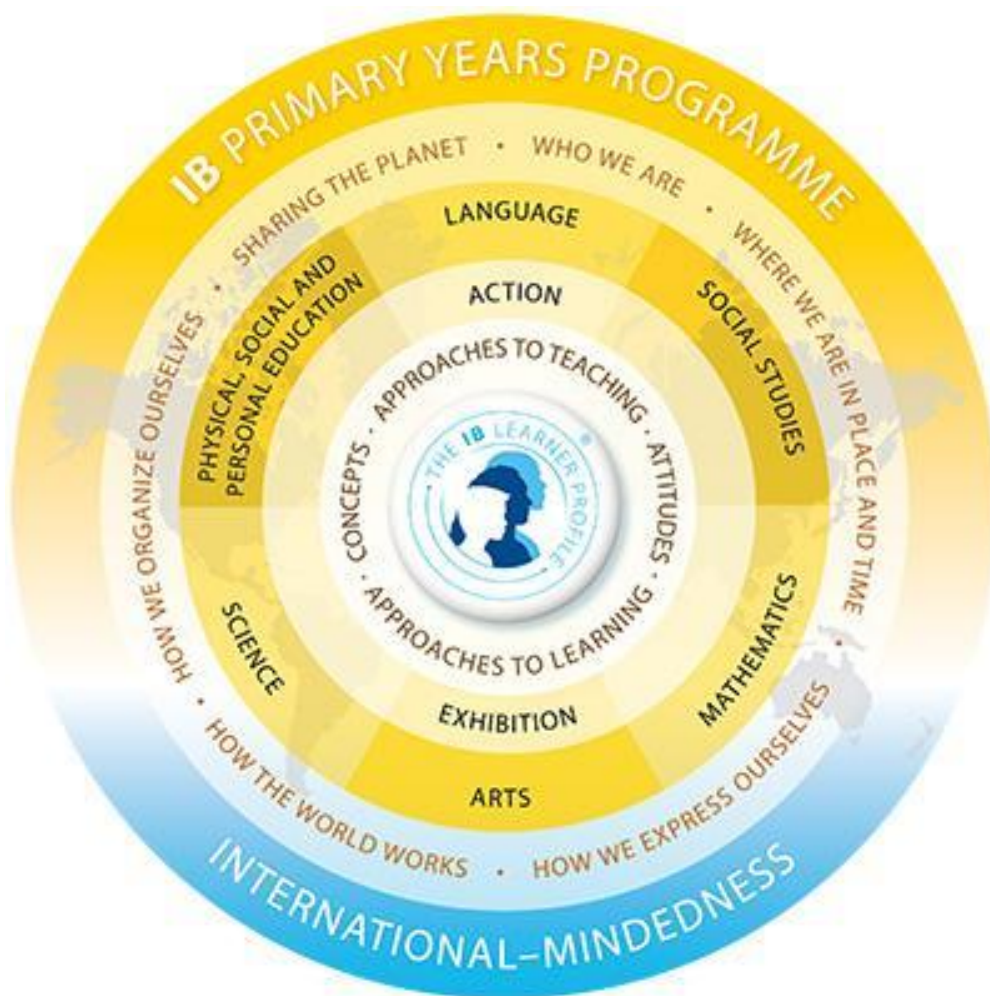 IB PRIMARY YEARS PROGRAMME
SHARING THE PLANET · WHO WE ARE · WHERE WE ARE IN PLACE AND TIME · HOW WE EXPRESS OURSELVES · HOW THE WORLD WORKS · HOW WE ORGANIZE OURSELVES ·
LANGUAGE
SOCIAL STUDIES
MATHEMATICS
ARTS
SCIENCE
PHYSICAL, SOCIAL AND
PERSONAL EDUCATION
ACTION
EXHIBITION
APPROACHES TO TEACHING · ATTITUDES · APPROACHES TO LEARNING · CONCEPTS ·
· THE IB LEARNER PROFILE ·®
INTERNATIONAL–MINDEDNESS